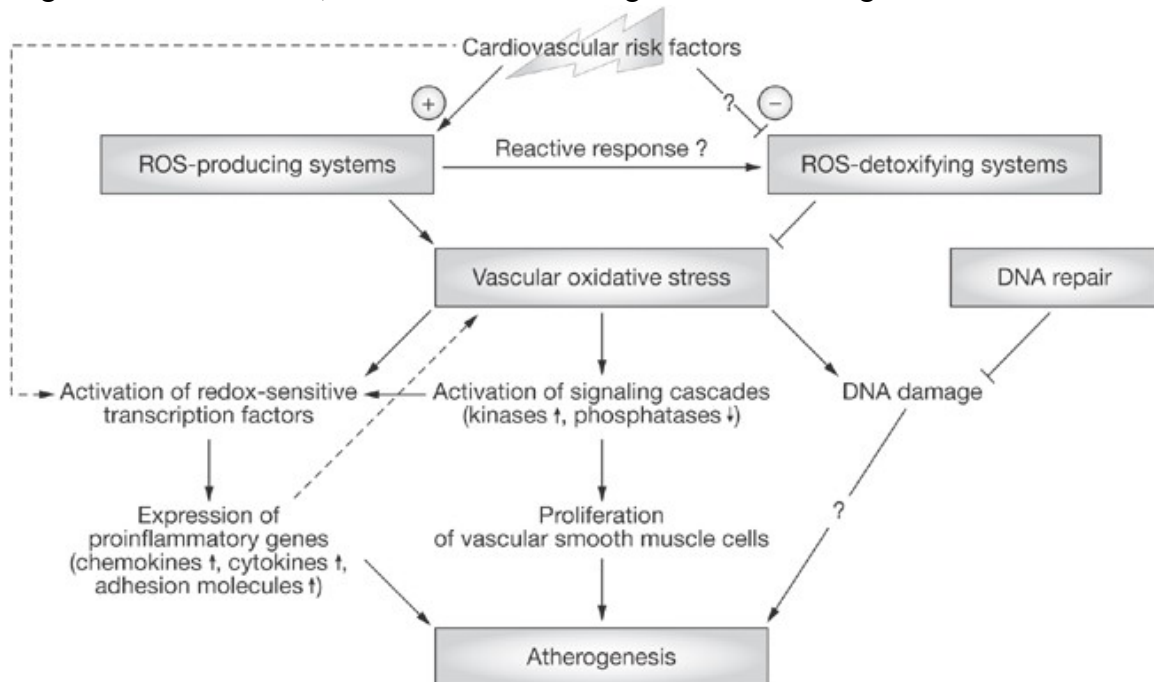 Cardiovascular risk factors
+
?
−
ROS-producing systems
Reactive response ?
ROS-detoxifying systems
Vascular oxidative stress
DNA repair
Activation of redox-sensitive
transcription factors
Activation of signaling cascades
(kinases ↑, phosphatases ↓)
DNA damage
Expression of
proinflammatory genes
(chemokines ↑, cytokines ↑,
adhesion molecules ↑)
Proliferation
of vascular smooth muscle cells
?
Atherogenesis